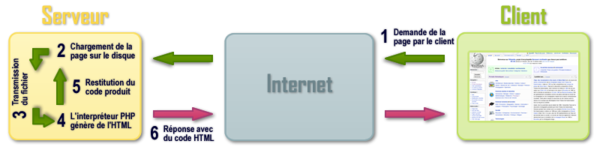 Serveur
Client
1 Demande de la
page par le client
2 Chargement de la
page sur le disque
Transmission
3 du fichier
5 Restitution du
code produit
4 L'interpréteur PHP
génère de l'HTML
Internet
6 Réponse avec
du code HTML